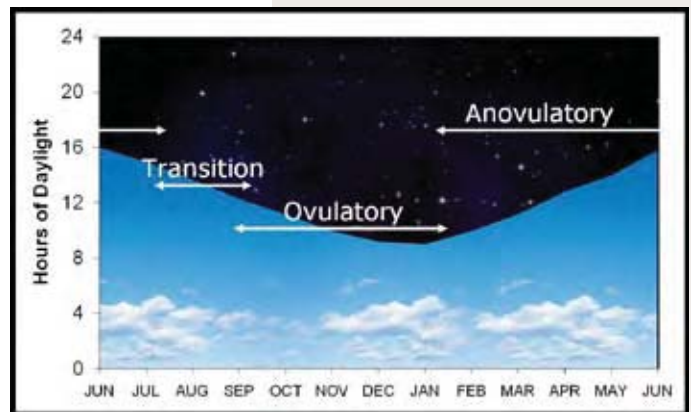 24
20
16
12
8
4
0
Hours of Daylight
Anovulatory
Transition
Ovulatory
JUN JUL AUG SEP OCT NOV DEC JAN FEB MAR APR MAY JUN